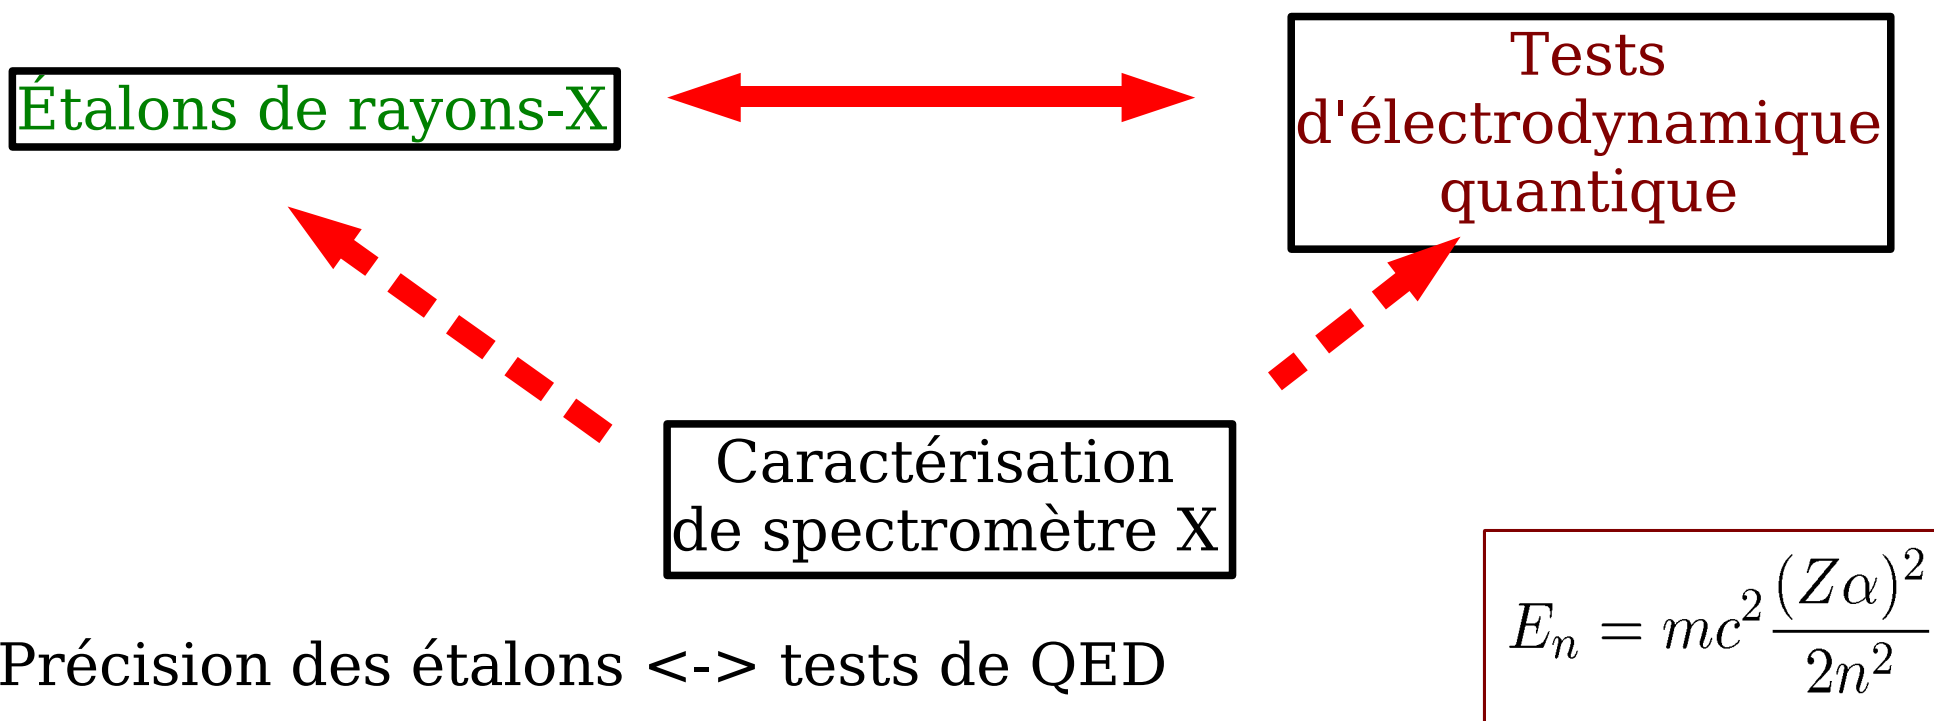 Étalons de rayons-X
Tests
d'électrodynamique
quantique
Caractérisation
de spectromètre X
Précision des étalons <-> tests de QED
E_n = mc^2 \frac{(Zα)^2}{2n^2}